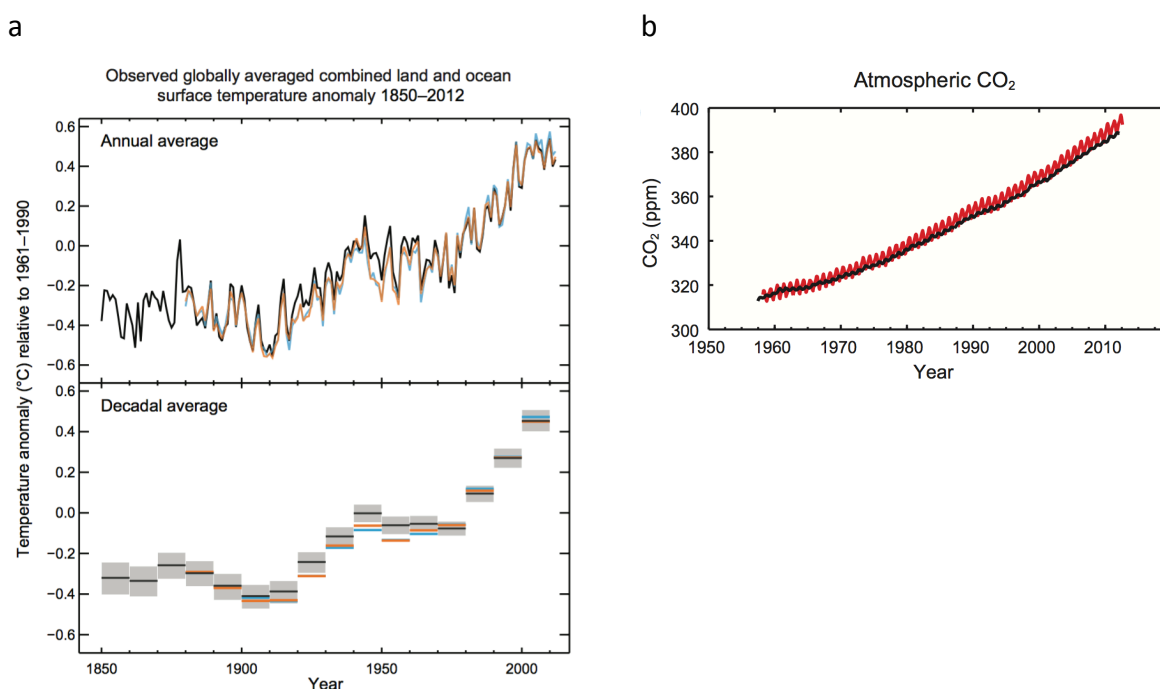 a
Observed globally averaged combined land and ocean
surface temperature anomaly 1850–2012
Temperature anomaly (°C) relative to 1961–1990
Annual average
0.6
0.4
0.2
0.0
−0.2
−0.4
−0.6
Decadal average
0.6
0.4
0.2
0.0
−0.2
−0.4
−0.6
1850
1900
1950
2000
Year
b
Atmospheric CO₂
CO₂ (ppm)
400
380
360
340
320
300
1950
1960
1970
1980
1990
2000
2010
Year